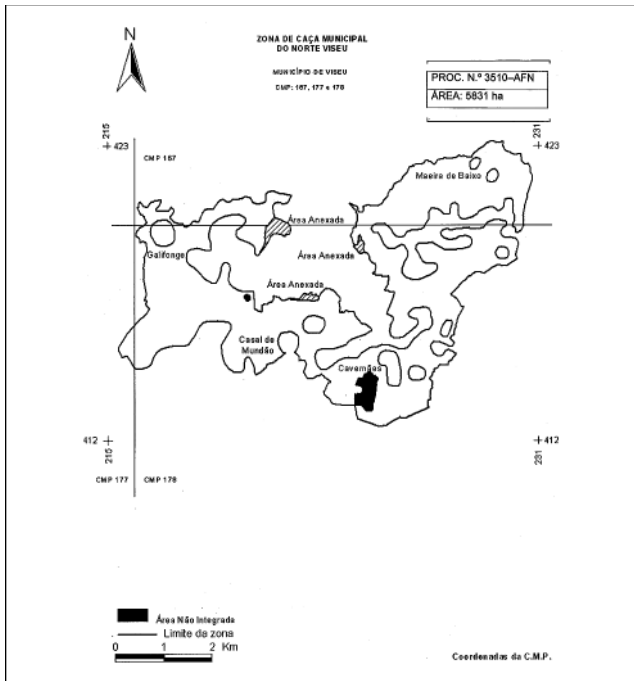 N
ZONA DE CAÇA MUNICIPAL
DO NORTE VISEU
MUNICÍPIO DE VISEU
CMP: 167, 177 e 178
PROC. N.º 3510–AFN
ÁREA: 5831 ha
215
423
231
423
CMP 167
Maeira de Baixo
Área Anexada
Galifonge
Área Anexada
Área Anexada
Casal de
Mundão
Cavernães
412
215
412
231
CMP 177
CMP 178
Área Não Integrada
Limite da zona
0 1 2 Km
Coordenadas da C.M.P.